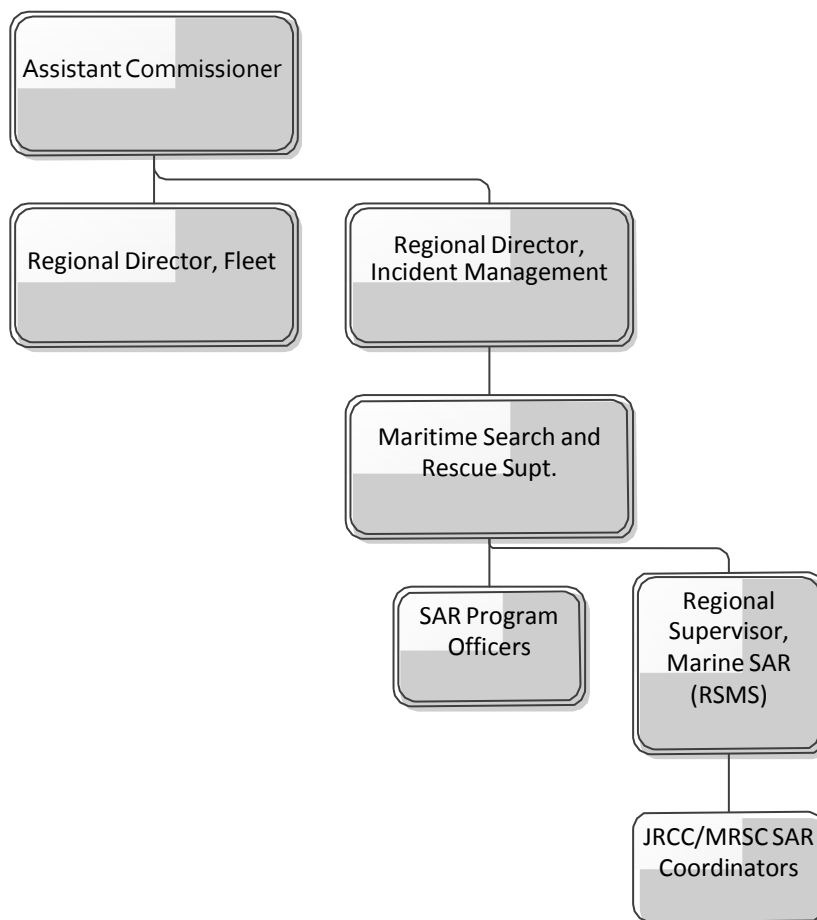 Assistant Commissioner
Regional Director, Fleet
Regional Director,
Incident Management
Maritime Search and
Rescue Supt.
SAR Program
Officers
Regional
Supervisor,
Marine SAR
(RSMS)
JRCC/MRSC SAR
Coordinators